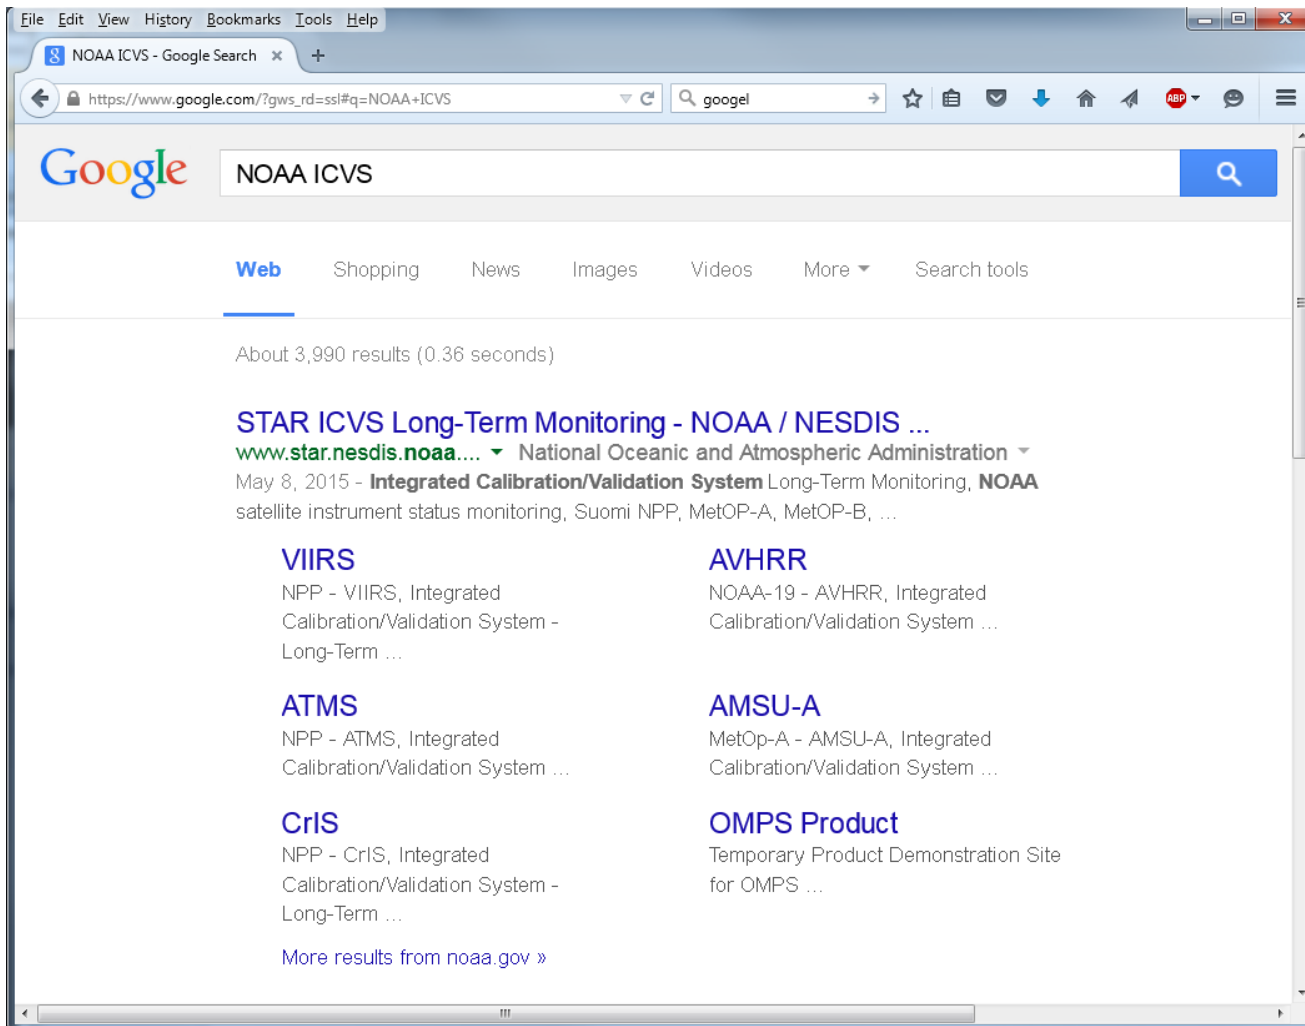 File Edit View History Bookmarks Tools Help
NOAA ICVS - Google Search
https://www.google.com/?gws_rd=ssl#q=NOAA+ICVS googel ABP
Google NOAA ICVS
Web Shopping News Images Videos More Search tools
About 3,990 results (0.36 seconds)
STAR ICVS Long-Term Monitoring - NOAA / NESDIS ...
www.star.nesdis.noaa.... National Oceanic and Atmospheric Administration
May 8, 2015 - Integrated Calibration/Validation System Long-Term Monitoring, NOAA
satellite instrument status monitoring, Suomi NPP, MetOP-A, MetOP-B, ...
VIIRS
NPP - VIIRS, Integrated
Calibration/Validation System -
Long-Term ...
AVHRR
NOAA-19 - AVHRR, Integrated
Calibration/Validation System ...
ATMS
NPP - ATMS, Integrated
Calibration/Validation System ...
AMSU-A
MetOp-A - AMSU-A, Integrated
Calibration/Validation System ...
CrIS
NPP - CrIS, Integrated
Calibration/Validation System -
Long-Term ...
OMPS Product
Temporary Product Demonstration Site
for OMPS ...
More results from noaa.gov »